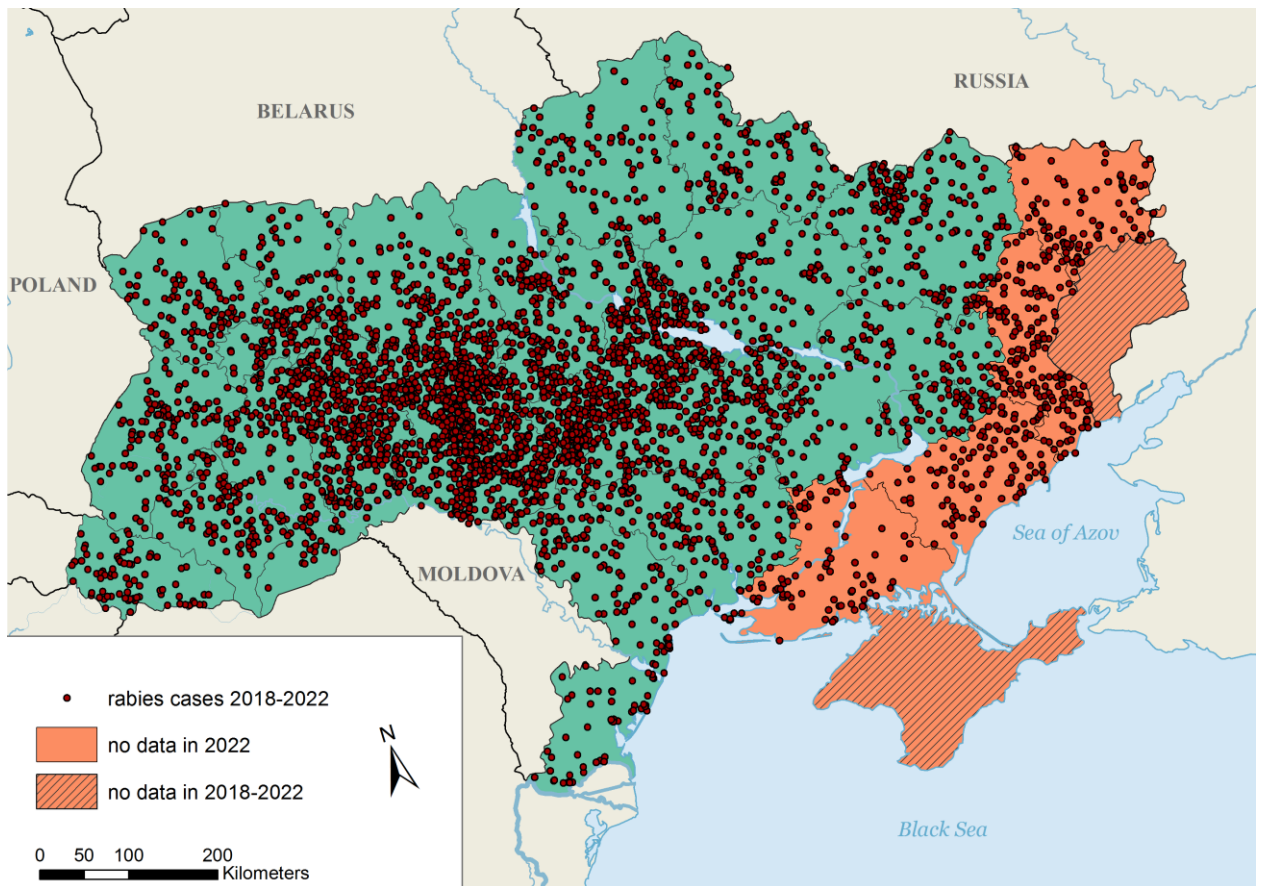 RUSSIA
BELARUS
POLAND
Sea of Azov
MOLDOVA
rabies cases 2018-2022
no data in 2022
N
no data in 2018-2022
Black Sea
0 50 100 200
Kilometers